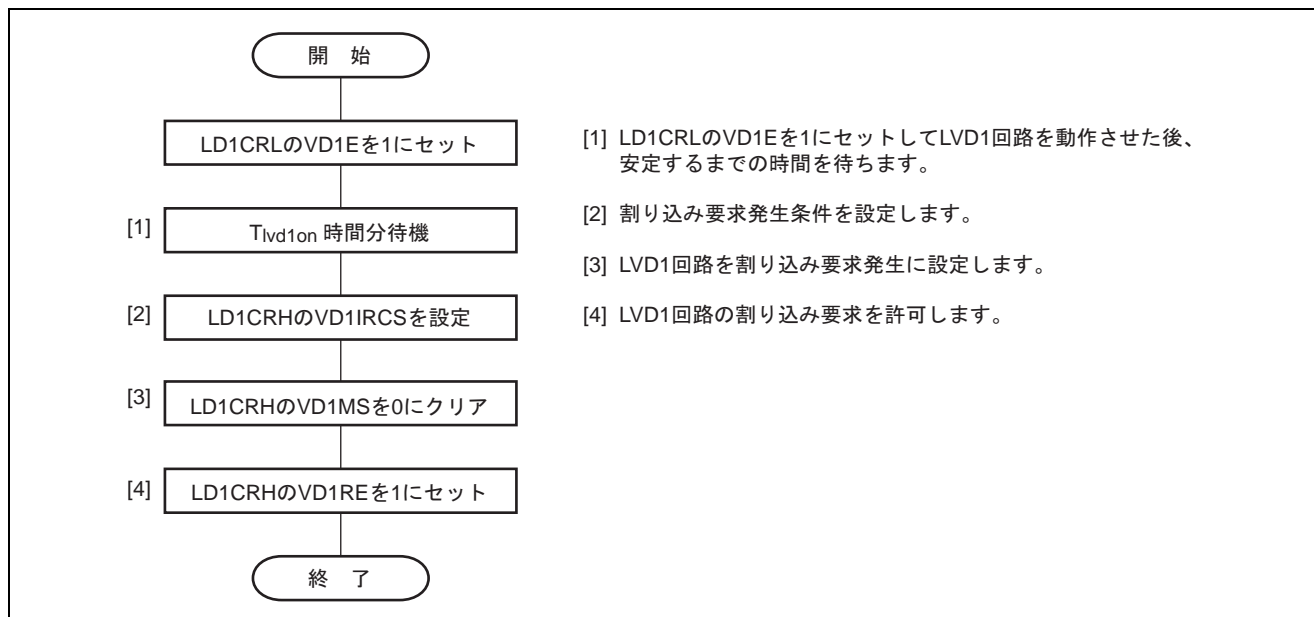 開 始
LD1CRLのVD1Eを1にセット
[1] Tlvd1on 時間分待機
[2] LD1CRHのVD1IRCSを設定
[3] LD1CRHのVD1MSを0にクリア
[4] LD1CRHのVD1REを1にセット
終 了
[1] LD1CRLのVD1Eを1にセットしてLVD1回路を動作させた後、
安定するまでの時間を待ちます。
[2] 割り込み要求発生条件を設定します。
[3] LVD1回路を割り込み要求発生に設定します。
[4] LVD1回路の割り込み要求を許可します。